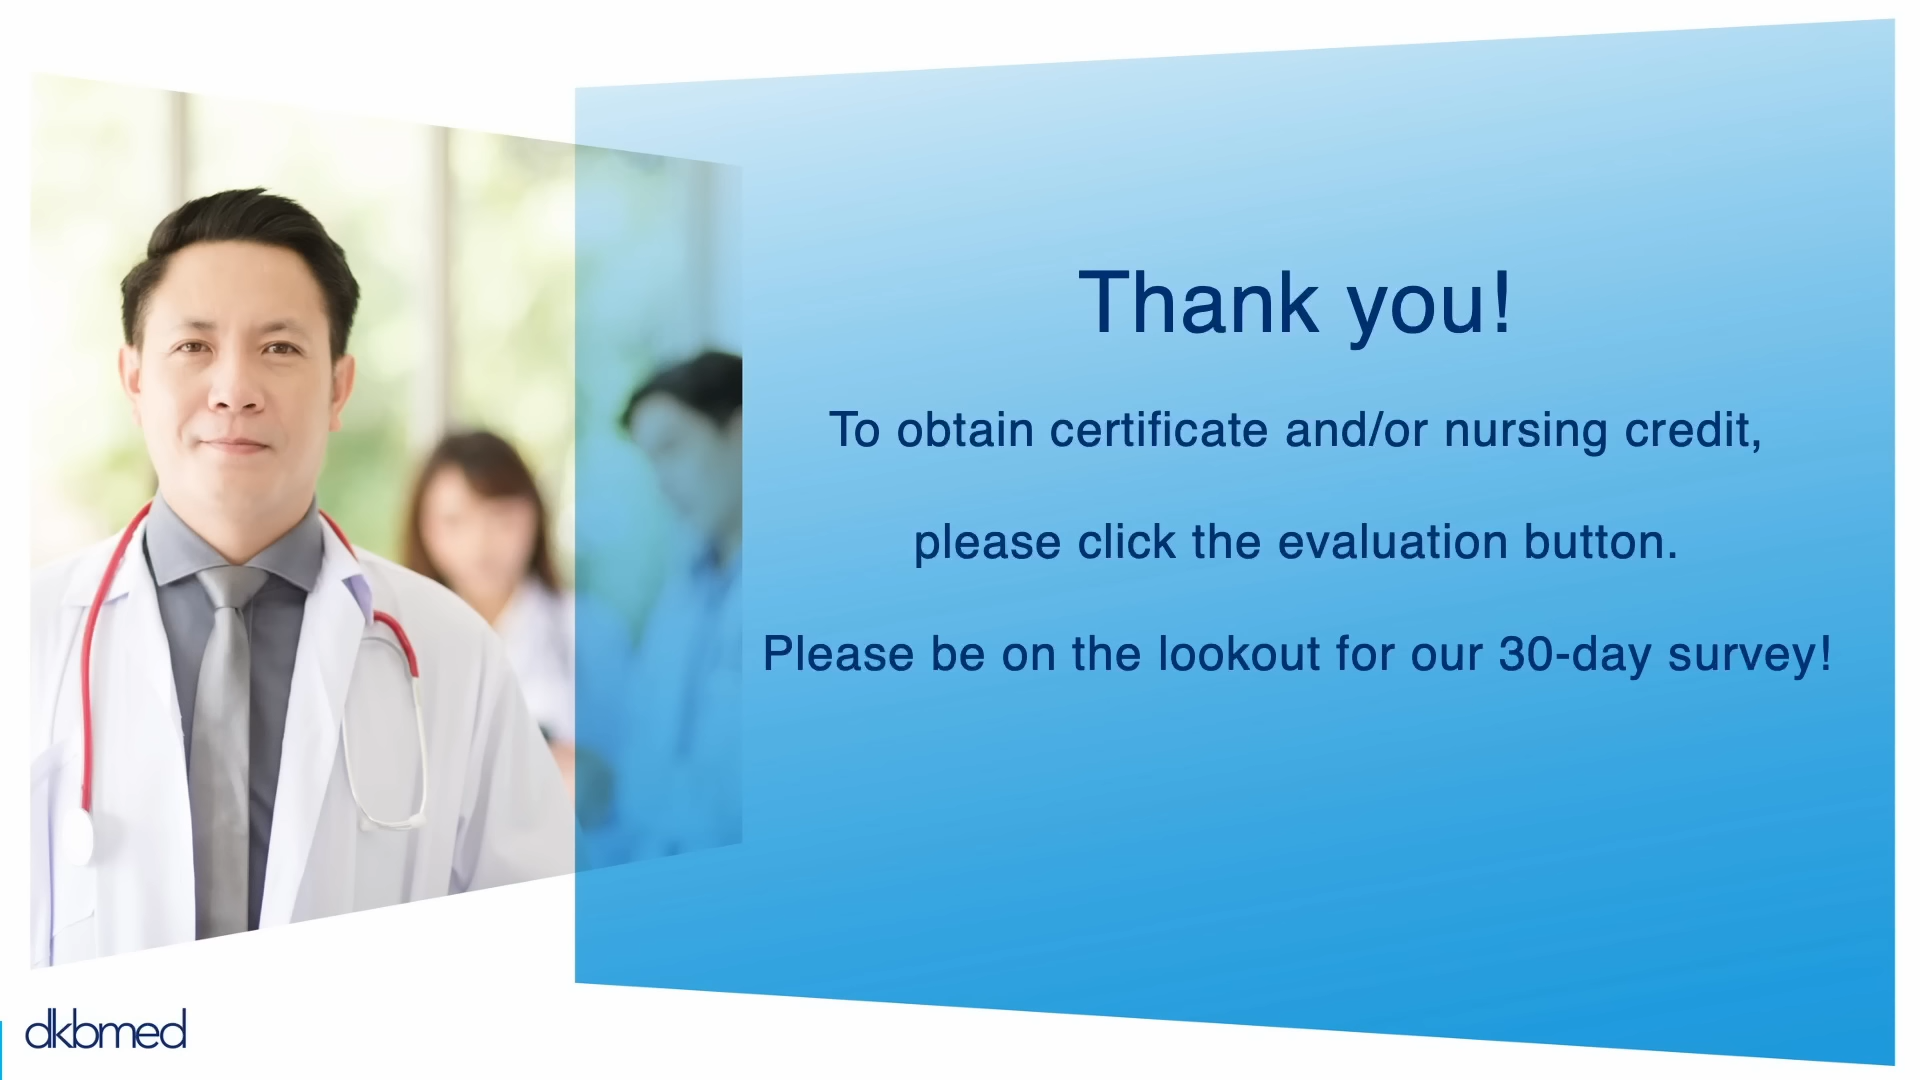 Thank you!
To obtain certificate and/or nursing credit,
please click the evaluation button.
Please be on the lookout for our 30-day survey!
dkbmed